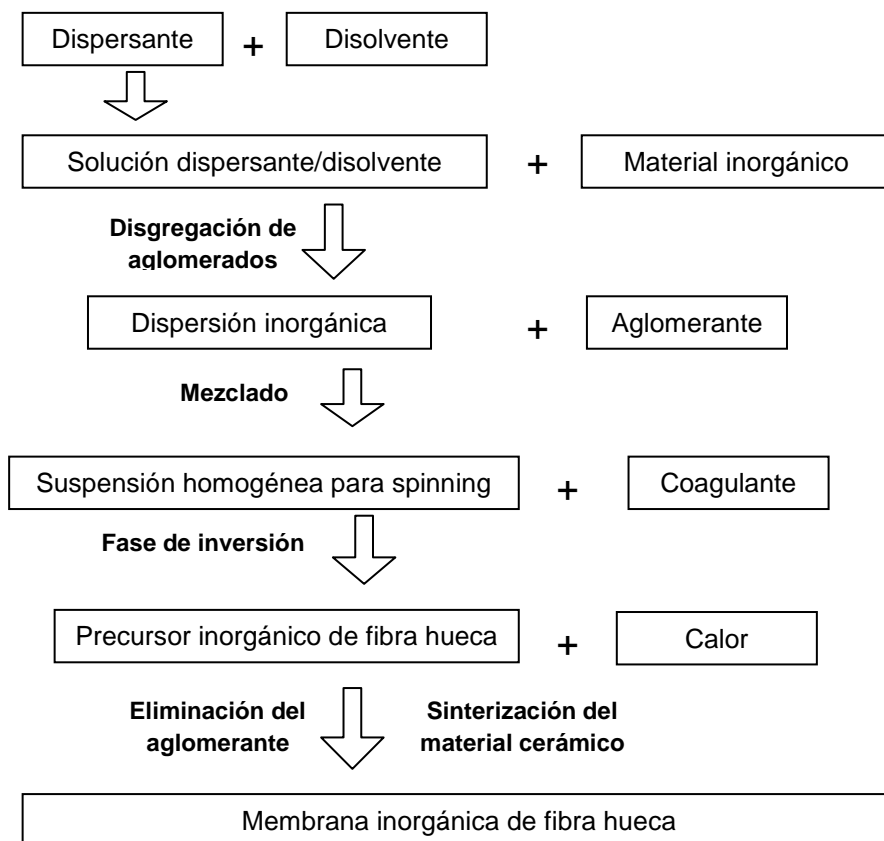 Dispersante + Disolvente
Solución dispersante/disolvente + Material inorgánico
Disgregación de
aglomerados
Dispersión inorgánica + Aglomerante
Mezclado
Suspensión homogénea para spinning + Coagulante
Fase de inversión
Precursor inorgánico de fibra hueca + Calor
Eliminación del
aglomerante
Sinterización del
material cerámico
Membrana inorgánica de fibra hueca